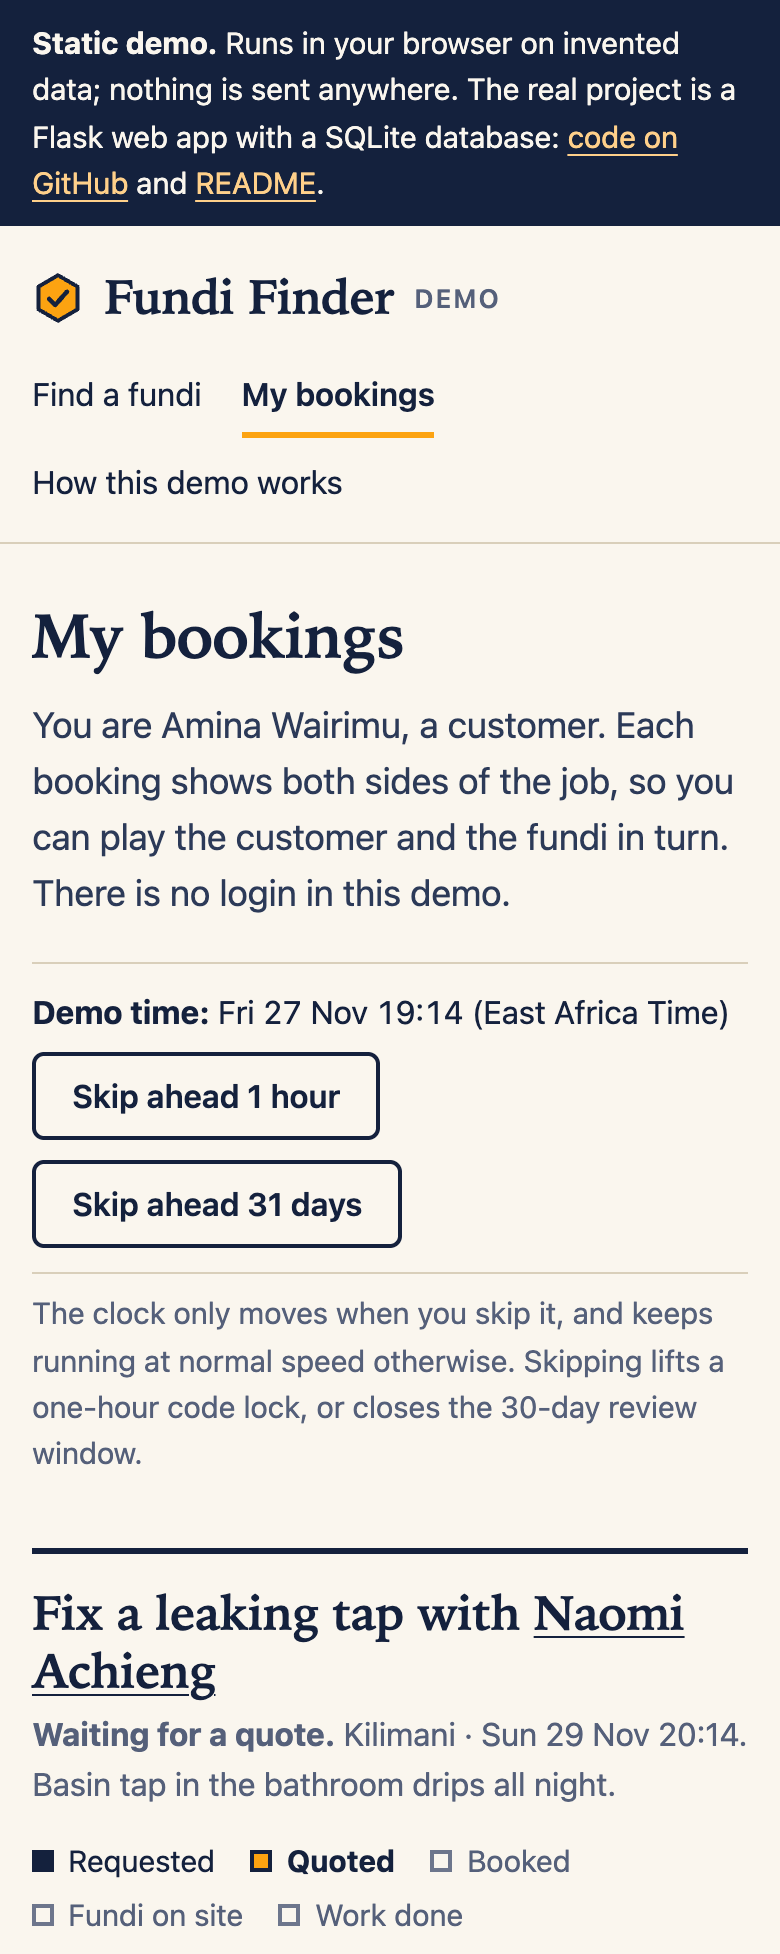 Static demo. Runs in your browser on invented
data; nothing is sent anywhere. The real project is a
Flask web app with a SQLite database: code on
GitHub and README.
Fundi Finder DEMO
Find a fundi My bookings
How this demo works
My bookings
You are Amina Wairimu, a customer. Each
booking shows both sides of the job, so you
can play the customer and the fundi in turn.
There is no login in this demo.
Demo time: Fri 27 Nov 19:14 (East Africa Time)
Skip ahead 1 hour
Skip ahead 31 days
The clock only moves when you skip it, and keeps
running at normal speed otherwise. Skipping lifts a
one-hour code lock, or closes the 30-day review
window.
Fix a leaking tap with Naomi
Achieng
Waiting for a quote. Kilimani · Sun 29 Nov 20:14.
Basin tap in the bathroom drips all night.
Requested Quoted Booked
Fundi on site Work done